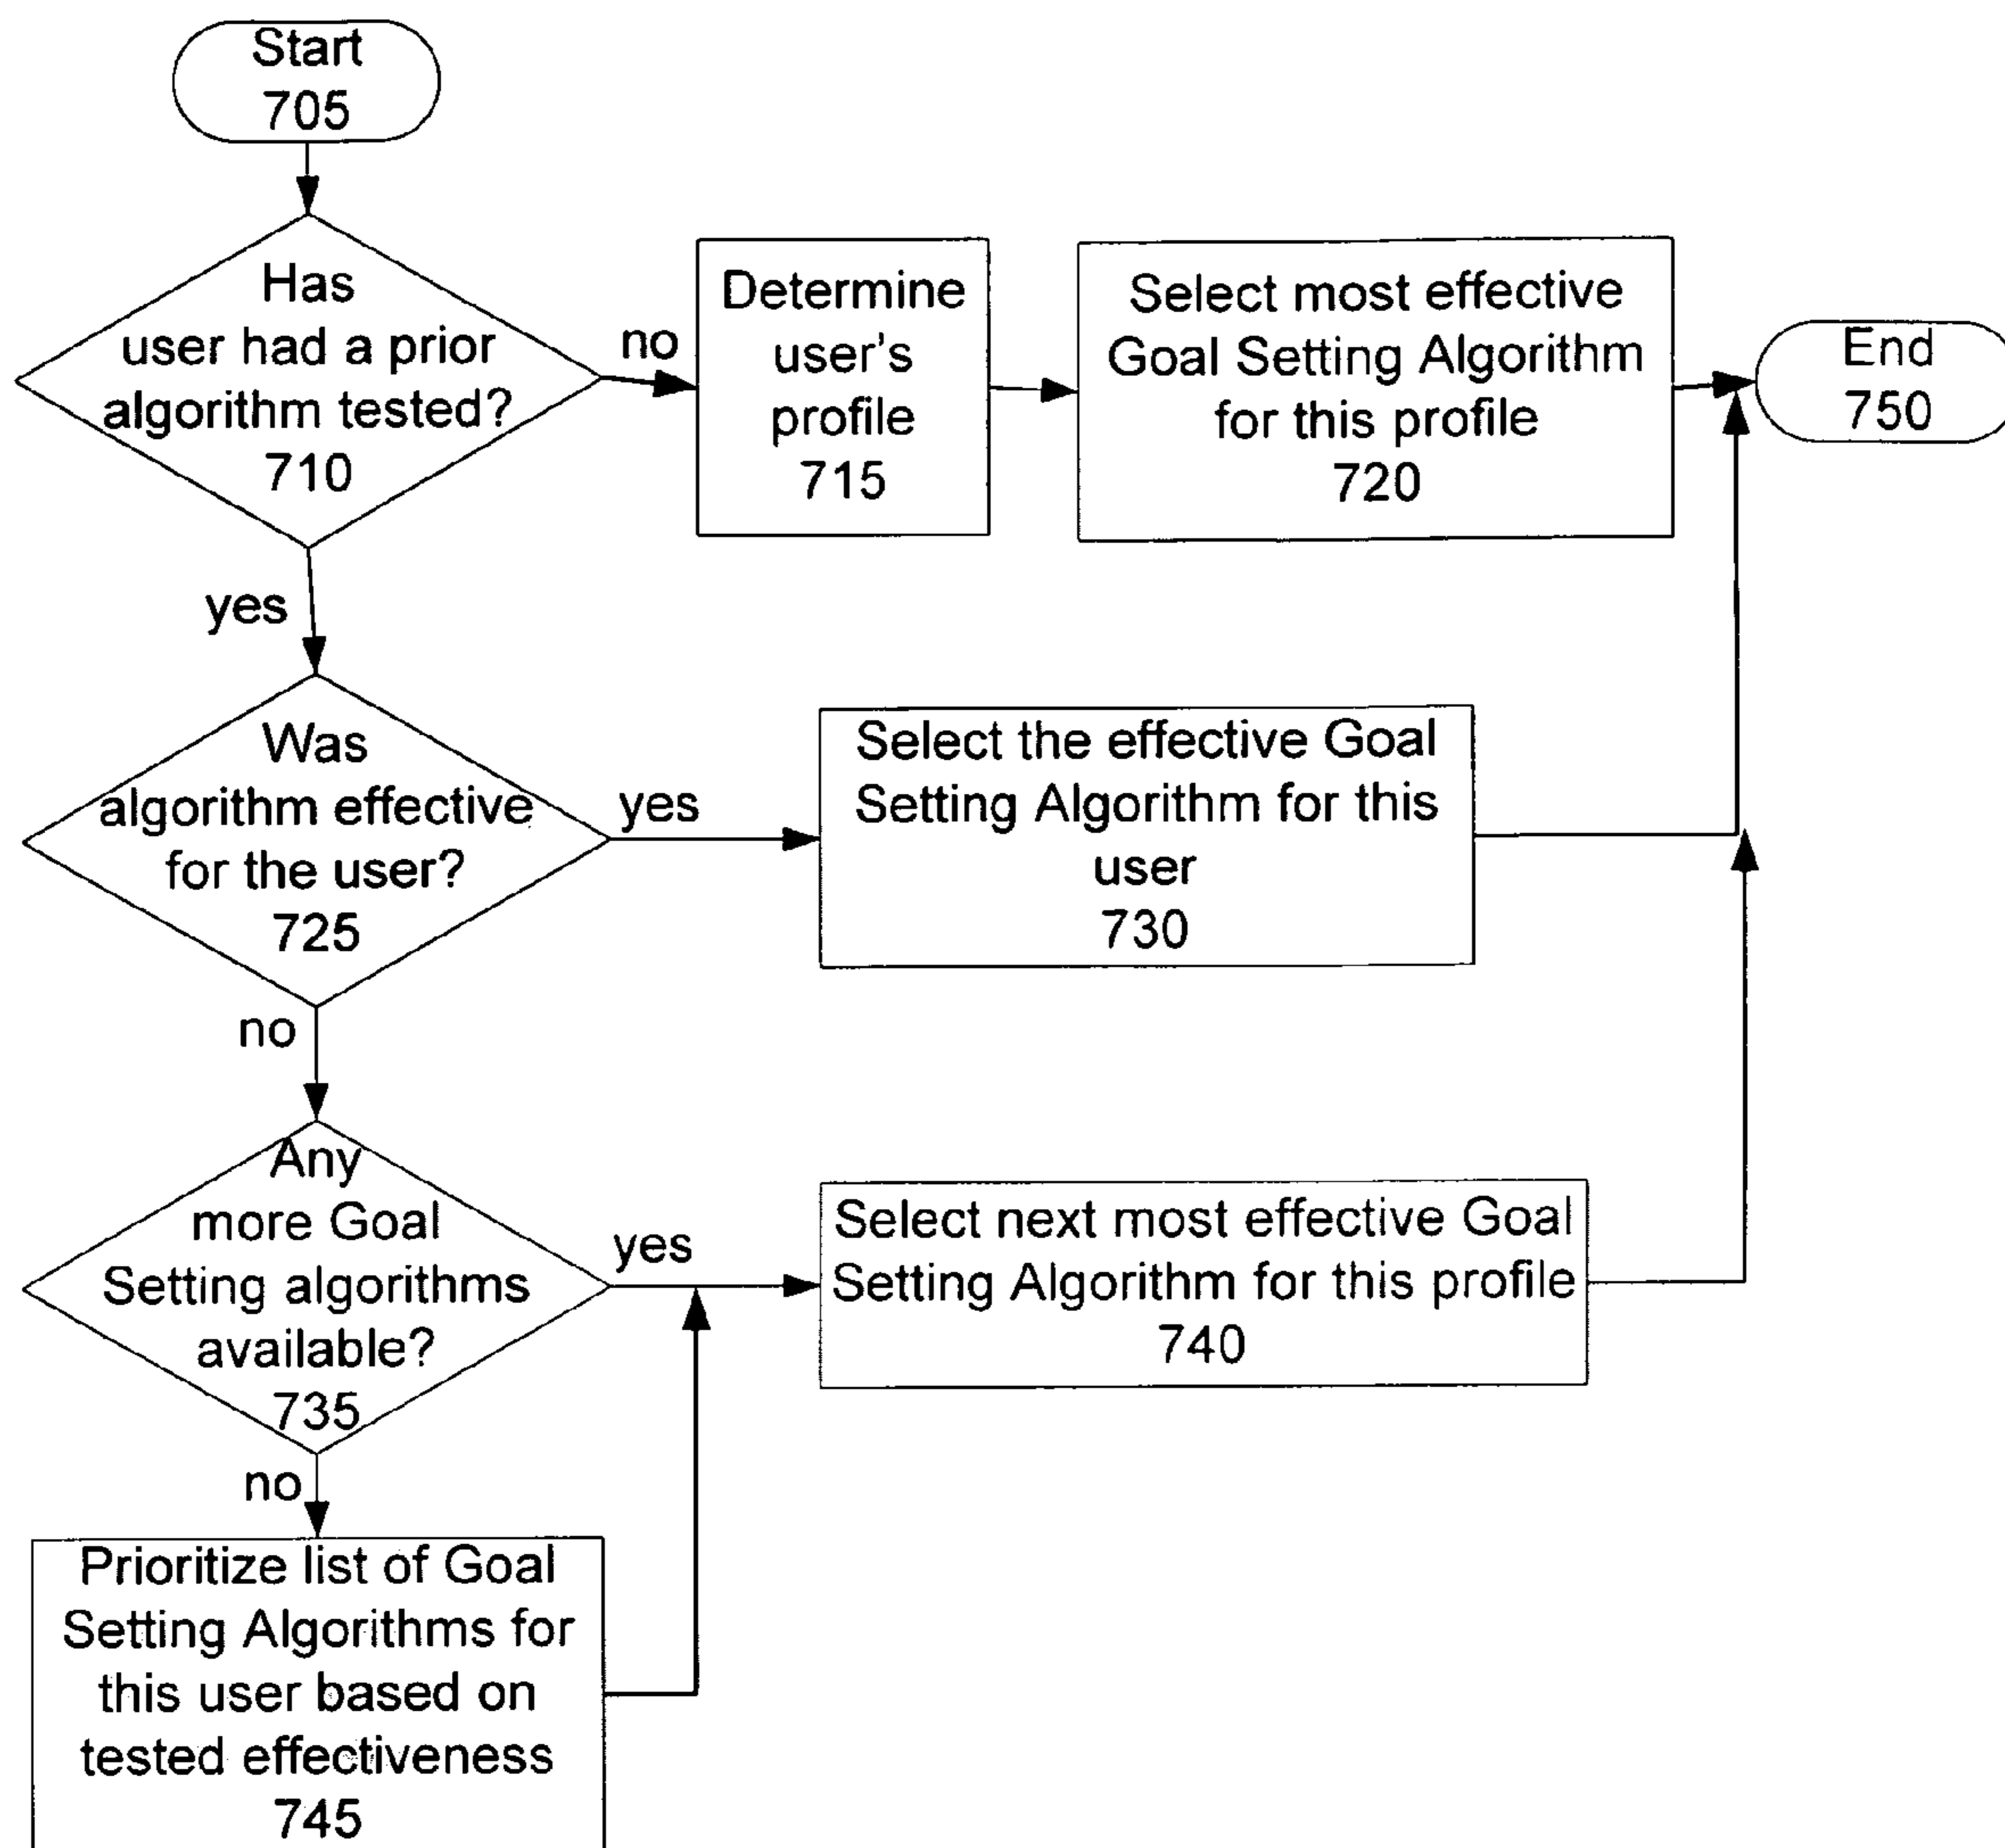 Start
705
Has
user had a prior
algorithm tested?
710
no
Determine
user's
profile
715
Select most effective
Goal Setting Algorithm
for this profile
720
End
750
yes
Was
algorithm effective
for the user?
725
yes
Select the effective Goal
Setting Algorithm for this
user
730
no
Any
more Goal
Setting algorithms
available?
735
yes
Select next most effective Goal
Setting Algorithm for this profile
740
no
Prioritize list of Goal
Setting Algorithms for
this user based on
tested effectiveness
745